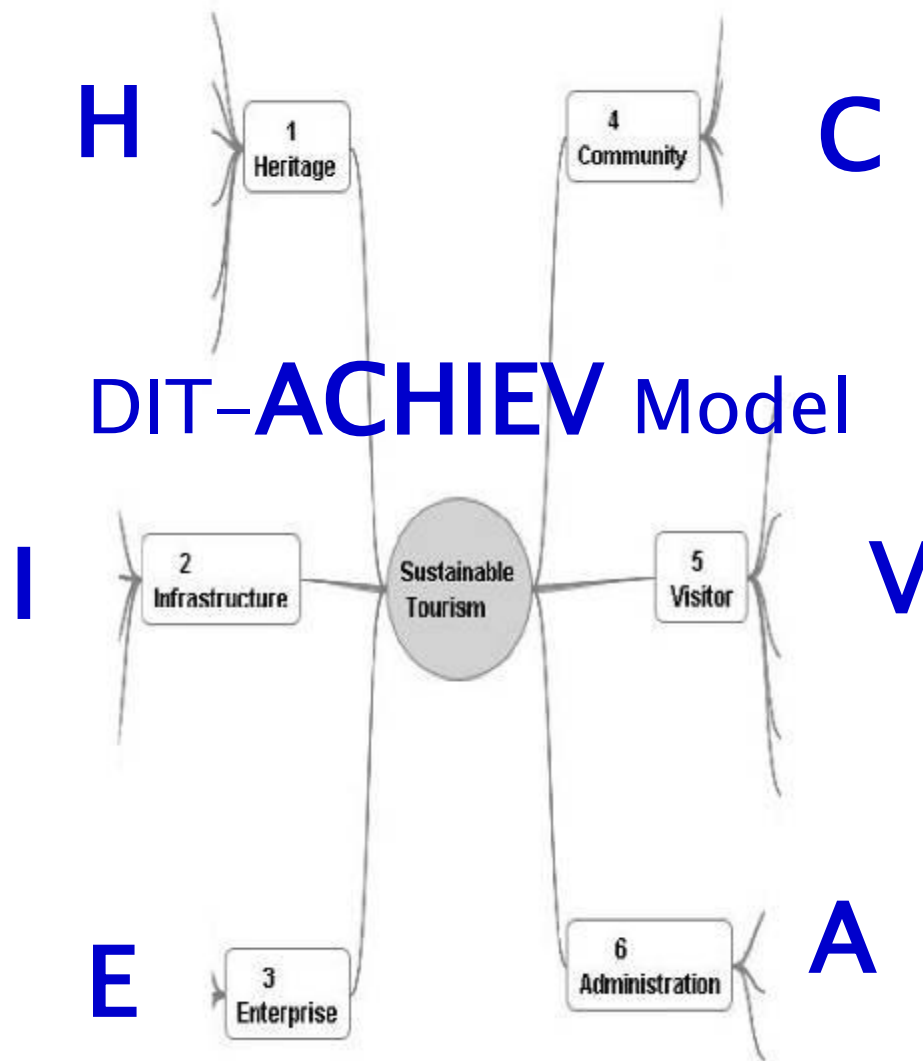 H
1
Heritage
4
Community
C
DIT-ACHIEV Model
I
2
Infrastructure
Sustainable
Tourism
5
Visitor
V
E
3
Enterprise
6
Administration
A